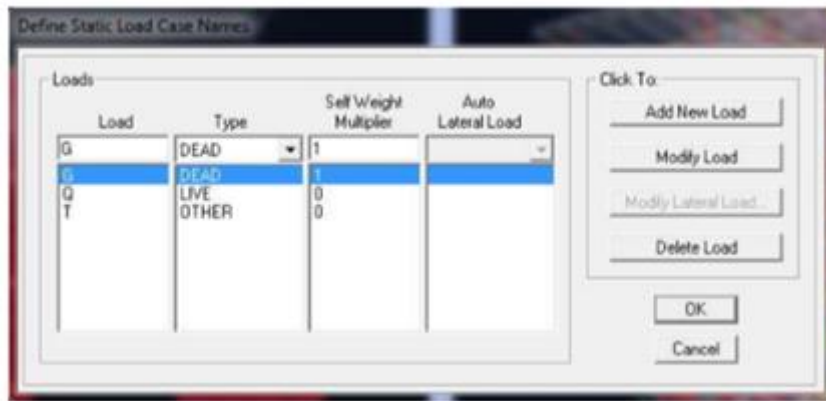 Define Static Load Case Names
Loads
Click To:
Load
Type
Self Weight Multiplier
Auto Lateral Load
G
DEAD
1
G DEAD 1
Q LIVE 0
T OTHER 0
Add New Load
Modify Load
Modify Lateral Load...
Delete Load
OK
Cancel